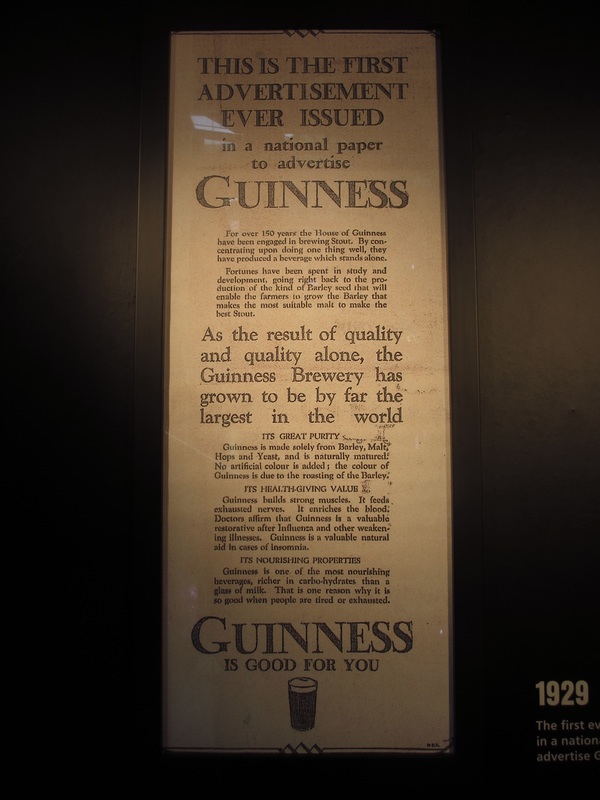 THIS IS THE FIRST
ADVERTISEMENT
EVER ISSUED
in a national paper
to advertise
GUINNESS
For over 150 years the House of Guinness
have been engaged in brewing Stout. By con-
centrating upon doing one thing well, they
have produced a beverage which stands alone.
Fortunes have been spent in study and
development, going right back to the pro-
duction of the kind of Barley seed that will
enable the farmers to grow the Barley that
makes the most suitable malt to make the
best Stout.
As the result of quality
and quality alone, the
Guinness Brewery has
grown to be by far the
largest in the world
ITS GREAT PURITY
Guinness is made solely from Barley, Malt,
Hops and Yeast, and is naturally matured.
No artificial colour is added; the colour of
Guinness is due to the roasting of the Barley.
ITS HEALTH-GIVING VALUE
Guinness builds strong muscles. It feeds
exhausted nerves. It enriches the blood.
Doctors affirm that Guinness is a valuable
restorative after Influenza and other weaken-
ing illnesses. Guinness is a valuable natural
aid in cases of insomnia.
ITS NOURISHING PROPERTIES
Guinness is one of the most nourishing
beverages, richer in carbo-hydrates than a
glass of milk. That is one reason why it is
so good when people are tired or exhausted.
GUINNESS
IS GOOD FOR YOU
1929
The first ev
in a nation
advertise G